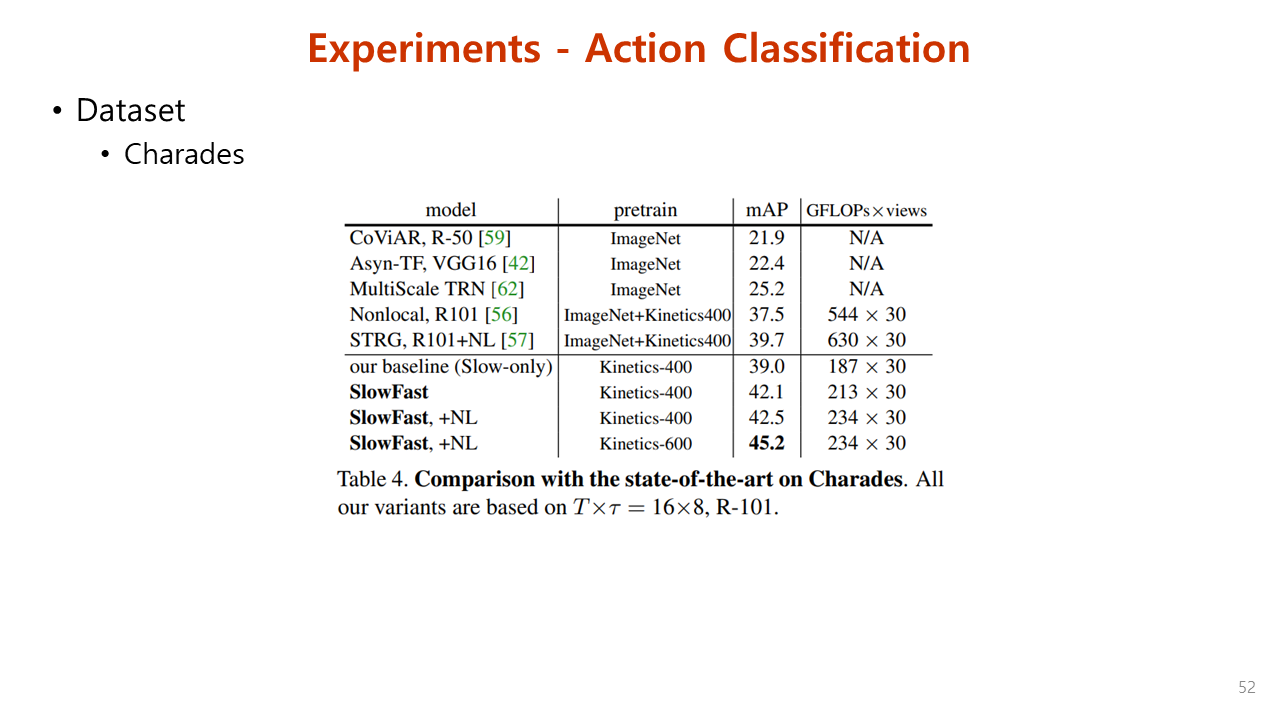 Experiments - Action Classification
• Dataset
• Charades
model pretrain mAP GFLOPs×views
CoViAR, R-50 [59] ImageNet 21.9 N/A
Asyn-TF, VGG16 [42] ImageNet 22.4 N/A
MultiScale TRN [62] ImageNet 25.2 N/A
Nonlocal, R101 [56] ImageNet+Kinetics400 37.5 544 × 30
STRG, R101+NL [57] ImageNet+Kinetics400 39.7 630 × 30
our baseline (Slow-only) Kinetics-400 39.0 187 × 30
SlowFast Kinetics-400 42.1 213 × 30
SlowFast, +NL Kinetics-400 42.5 234 × 30
SlowFast, +NL Kinetics-600 45.2 234 × 30
Table 4. Comparison with the state-of-the-art on Charades. All
our variants are based on T×τ = 16×8, R-101.
52